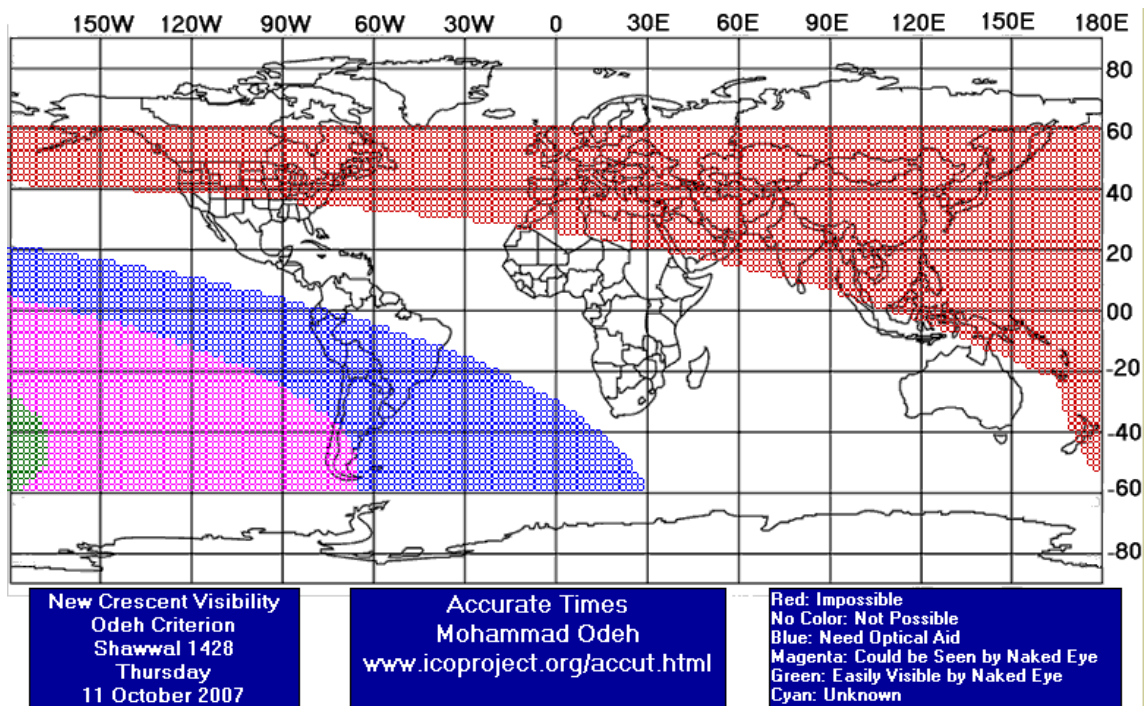 150W 120W 90W 60W 30W 0 30E 60E 90E 120E 150E 180E
80
60
40
20
00
-20
-40
-60
-80
New Crescent Visibility
Odeh Criterion
Shawwal 1428
Thursday
11 October 2007
Accurate Times
Mohammad Odeh
www.icoproject.org/accut.html
Red: Impossible
No Color: Not Possible
Blue: Need Optical Aid
Magenta: Could be Seen by Naked Eye
Green: Easily Visible by Naked Eye
Cyan: Unknown